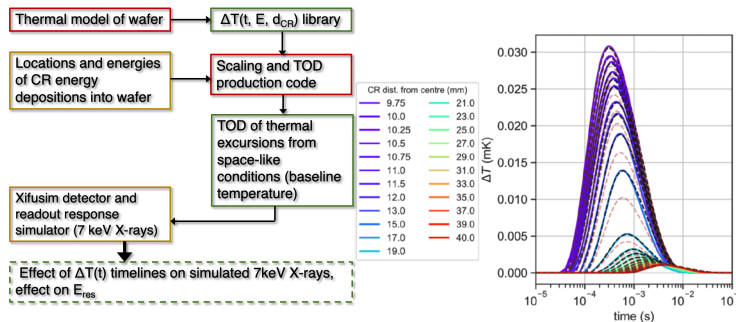 Thermal model of wafer
ΔT(t, E, dCR) library
Locations and energies
of CR energy
depositions into wafer
Scaling and TOD
production code
TOD of thermal
excursions from
space-like
conditions (baseline
temperature)
Xifusim detector and
readout response
simulator (7 keV X-rays)
Effect of ΔT(t) timelines on simulated 7keV X-rays,
effect on Eres
CR dist. from centre (mm)
9.75
10.0
10.25
10.5
10.75
11.0
11.5
12.0
13.0
15.0
17.0
19.0
21.0
23.0
25.0
27.0
29.0
31.0
33.0
35.0
37.0
39.0
40.0
ΔT (mK)
0.030
0.025
0.020
0.015
0.010
0.005
0.000
10−5
10−4
10−3
10−2
10−1
time (s)